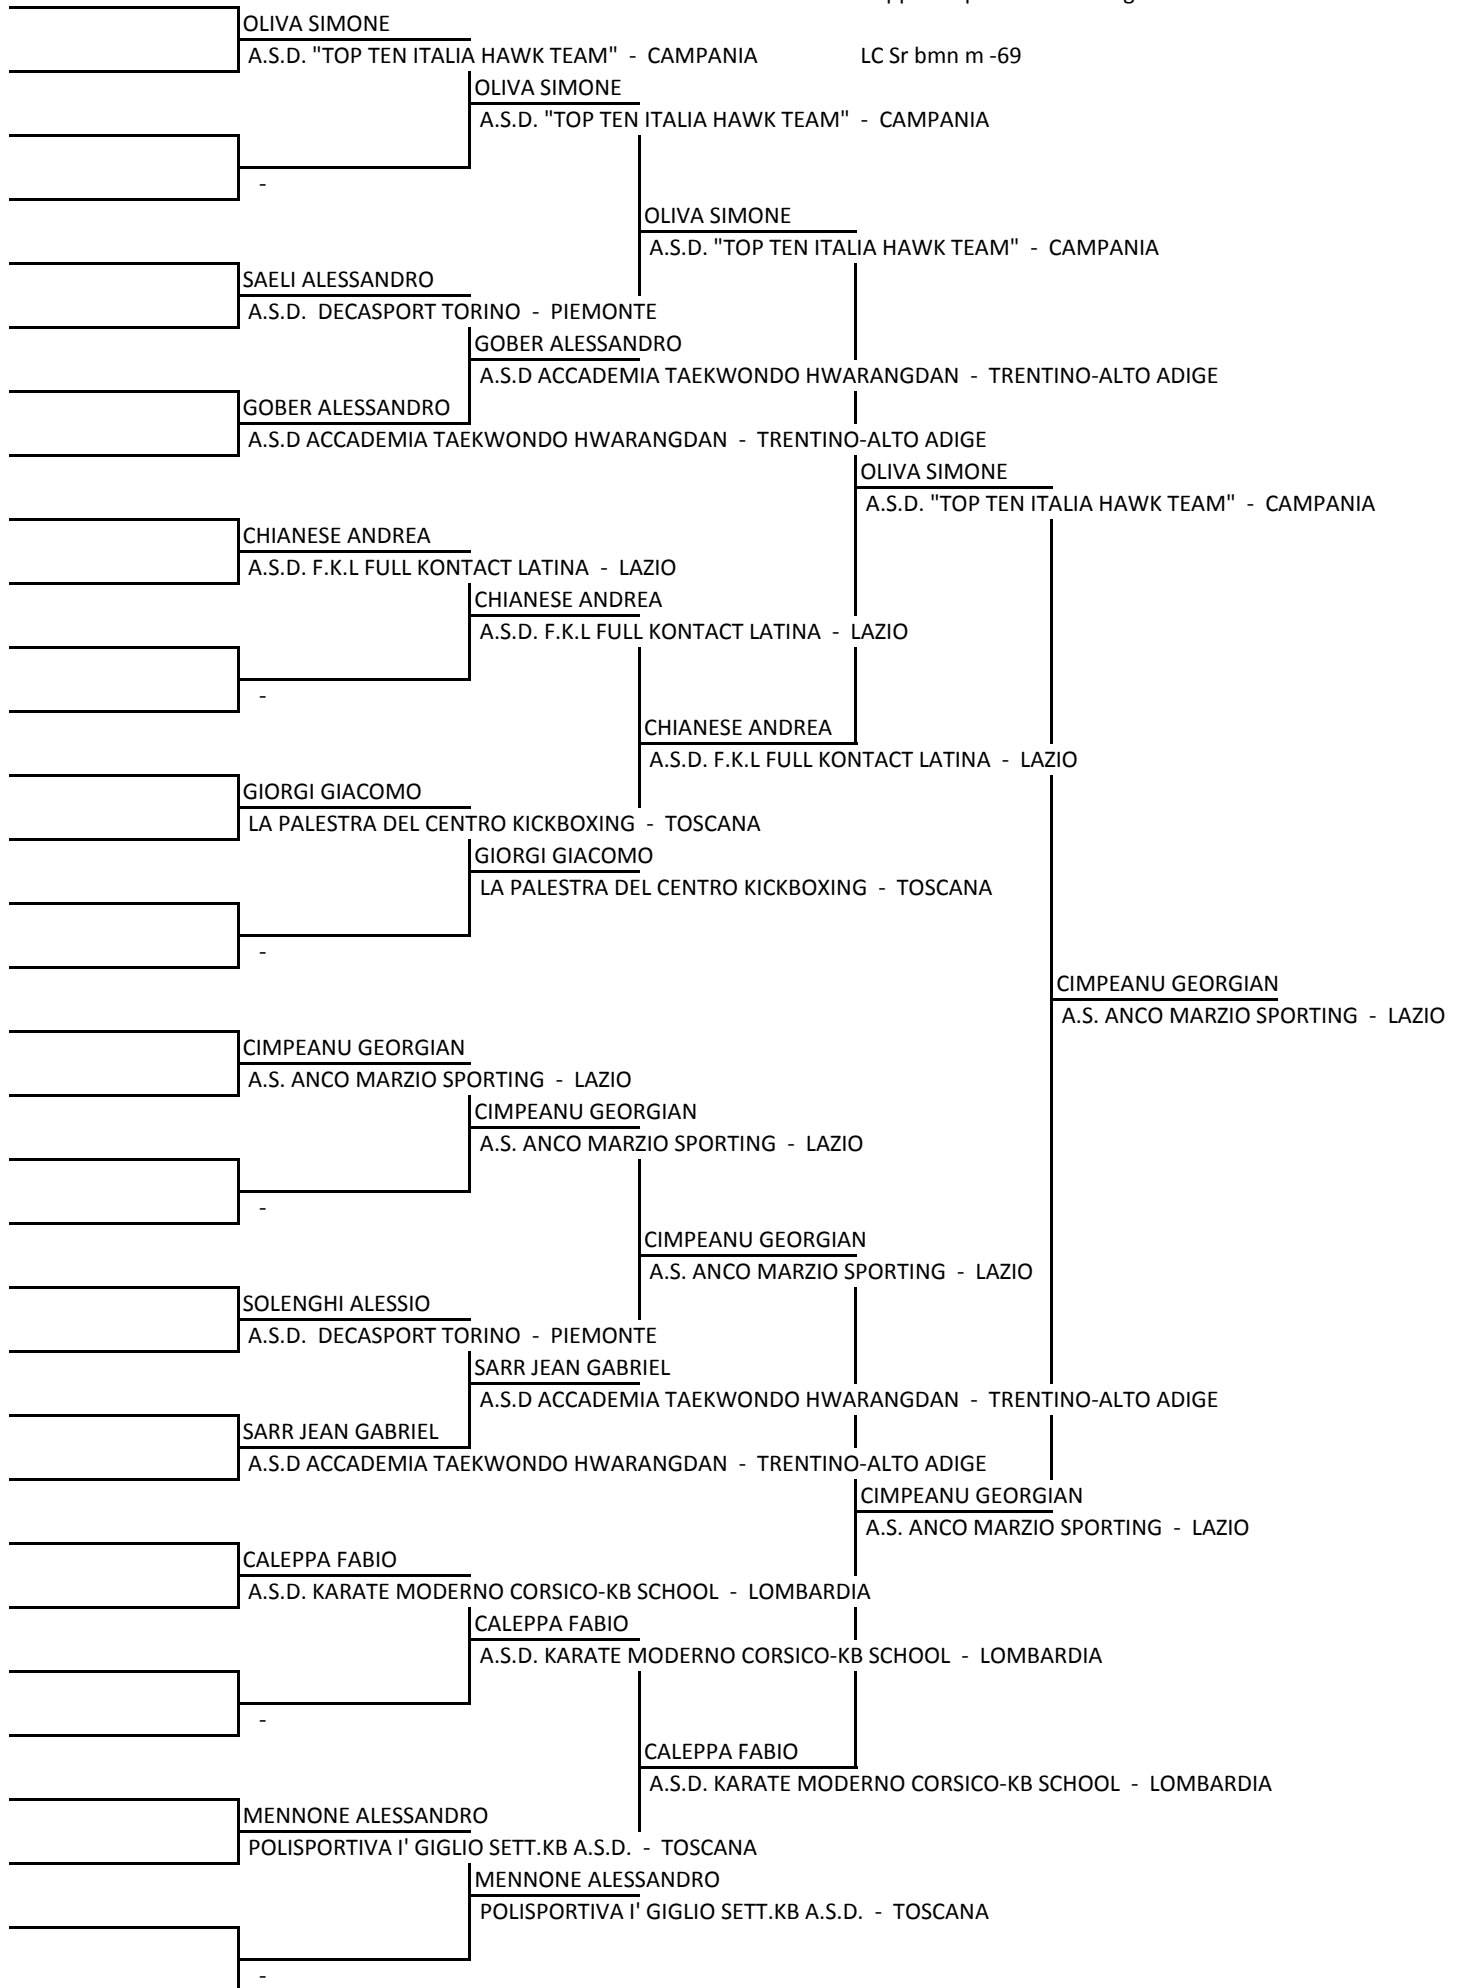 OLIVA SIMONE
A.S.D. "TOP TEN ITALIA HAWK TEAM" - CAMPANIA LC Sr bmn m -69
OLIVA SIMONE
A.S.D. "TOP TEN ITALIA HAWK TEAM" - CAMPANIA
-
OLIVA SIMONE
A.S.D. "TOP TEN ITALIA HAWK TEAM" - CAMPANIA
SAELI ALESSANDRO
A.S.D. DECASPORT TORINO - PIEMONTE
GOBER ALESSANDRO
A.S.D ACCADEMIA TAEKWONDO HWARANGDAN - TRENTINO-ALTO ADIGE
GOBER ALESSANDRO
A.S.D ACCADEMIA TAEKWONDO HWARANGDAN - TRENTINO-ALTO ADIGE
OLIVA SIMONE
A.S.D. "TOP TEN ITALIA HAWK TEAM" - CAMPANIA
CHIANESE ANDREA
A.S.D. F.K.L FULL KONTACT LATINA - LAZIO
CHIANESE ANDREA
A.S.D. F.K.L FULL KONTACT LATINA - LAZIO
-
CHIANESE ANDREA
A.S.D. F.K.L FULL KONTACT LATINA - LAZIO
GIORGI GIACOMO
LA PALESTRA DEL CENTRO KICKBOXING - TOSCANA
GIORGI GIACOMO
LA PALESTRA DEL CENTRO KICKBOXING - TOSCANA
-
CIMPEANU GEORGIAN
A.S. ANCO MARZIO SPORTING - LAZIO
CIMPEANU GEORGIAN
A.S. ANCO MARZIO SPORTING - LAZIO
CIMPEANU GEORGIAN
A.S. ANCO MARZIO SPORTING - LAZIO
-
CIMPEANU GEORGIAN
A.S. ANCO MARZIO SPORTING - LAZIO
SOLENGHI ALESSIO
A.S.D. DECASPORT TORINO - PIEMONTE
SARR JEAN GABRIEL
A.S.D ACCADEMIA TAEKWONDO HWARANGDAN - TRENTINO-ALTO ADIGE
SARR JEAN GABRIEL
A.S.D ACCADEMIA TAEKWONDO HWARANGDAN - TRENTINO-ALTO ADIGE
CIMPEANU GEORGIAN
A.S. ANCO MARZIO SPORTING - LAZIO
CALEPPA FABIO
A.S.D. KARATE MODERNO CORSICO-KB SCHOOL - LOMBARDIA
CALEPPA FABIO
A.S.D. KARATE MODERNO CORSICO-KB SCHOOL - LOMBARDIA
-
CALEPPA FABIO
A.S.D. KARATE MODERNO CORSICO-KB SCHOOL - LOMBARDIA
MENNONE ALESSANDRO
POLISPORTIVA I' GIGLIO SETT.KB A.S.D. - TOSCANA
MENNONE ALESSANDRO
POLISPORTIVA I' GIGLIO SETT.KB A.S.D. - TOSCANA
-